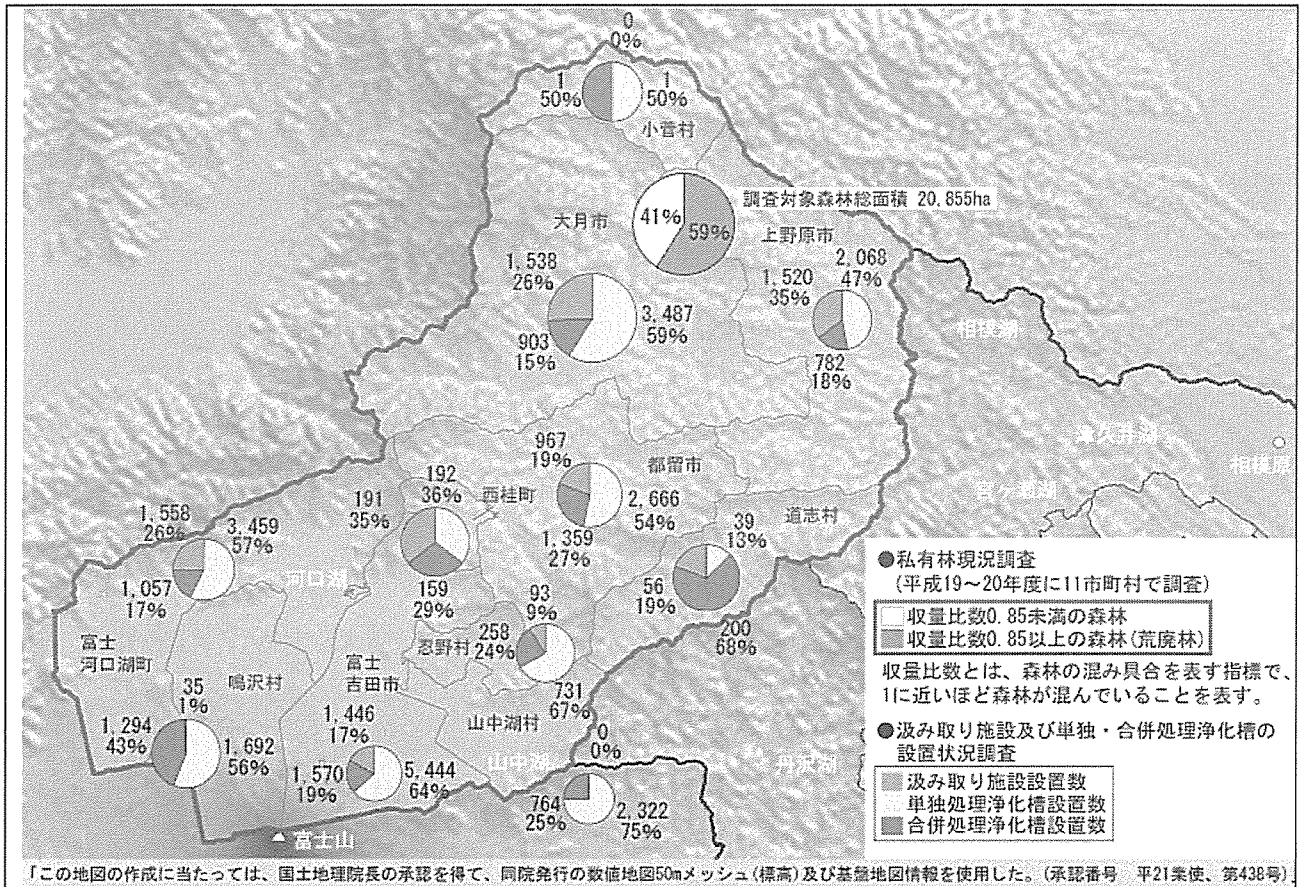 0
0%
1
50%
1
50%
小菅村
調査対象森林総面積 20,855ha
41%
59%
大月市
上野原市
1,538
26%
3,487
59%
903
15%
2,068
47%
1,520
35%
782
18%
相模湖
津久井湖
相模原
宮ヶ瀬湖
967
19%
都留市
2,666
54%
1,359
27%
192
36%
191
35%
西桂町
159
29%
道志村
39
13%
56
19%
200
68%
1,558
26%
3,459
57%
1,057
17%
河口湖
93
9%
258
24%
忍野村
731
67%
富士
河口湖町
鳴沢村
富士
吉田市
35
1%
1,294
43%
1,692
56%
1,446
17%
1,570
19%
5,444
64%
山中湖村
山中湖
0
0%
764
25%
2,322
75%
丹沢湖
富士山
●私有林現況調査
(平成19～20年度に11市町村で調査)
収量比数0.85未満の森林
収量比数0.85以上の森林(荒廃林)
収量比数とは、森林の混み具合を表す指標で、
1に近いほど森林が混んでいることを表す。
●汲み取り施設及び単独・合併処理浄化槽の
設置状況調査
汲み取り施設設置数
単独処理浄化槽設置数
合併処理浄化槽設置数
「この地図の作成に当たっては、国土地理院長の承認を得て、同院発行の数値地図50mメッシュ(標高)及び基盤地図情報を使用した。(承認番号 平21業使、第438号)」